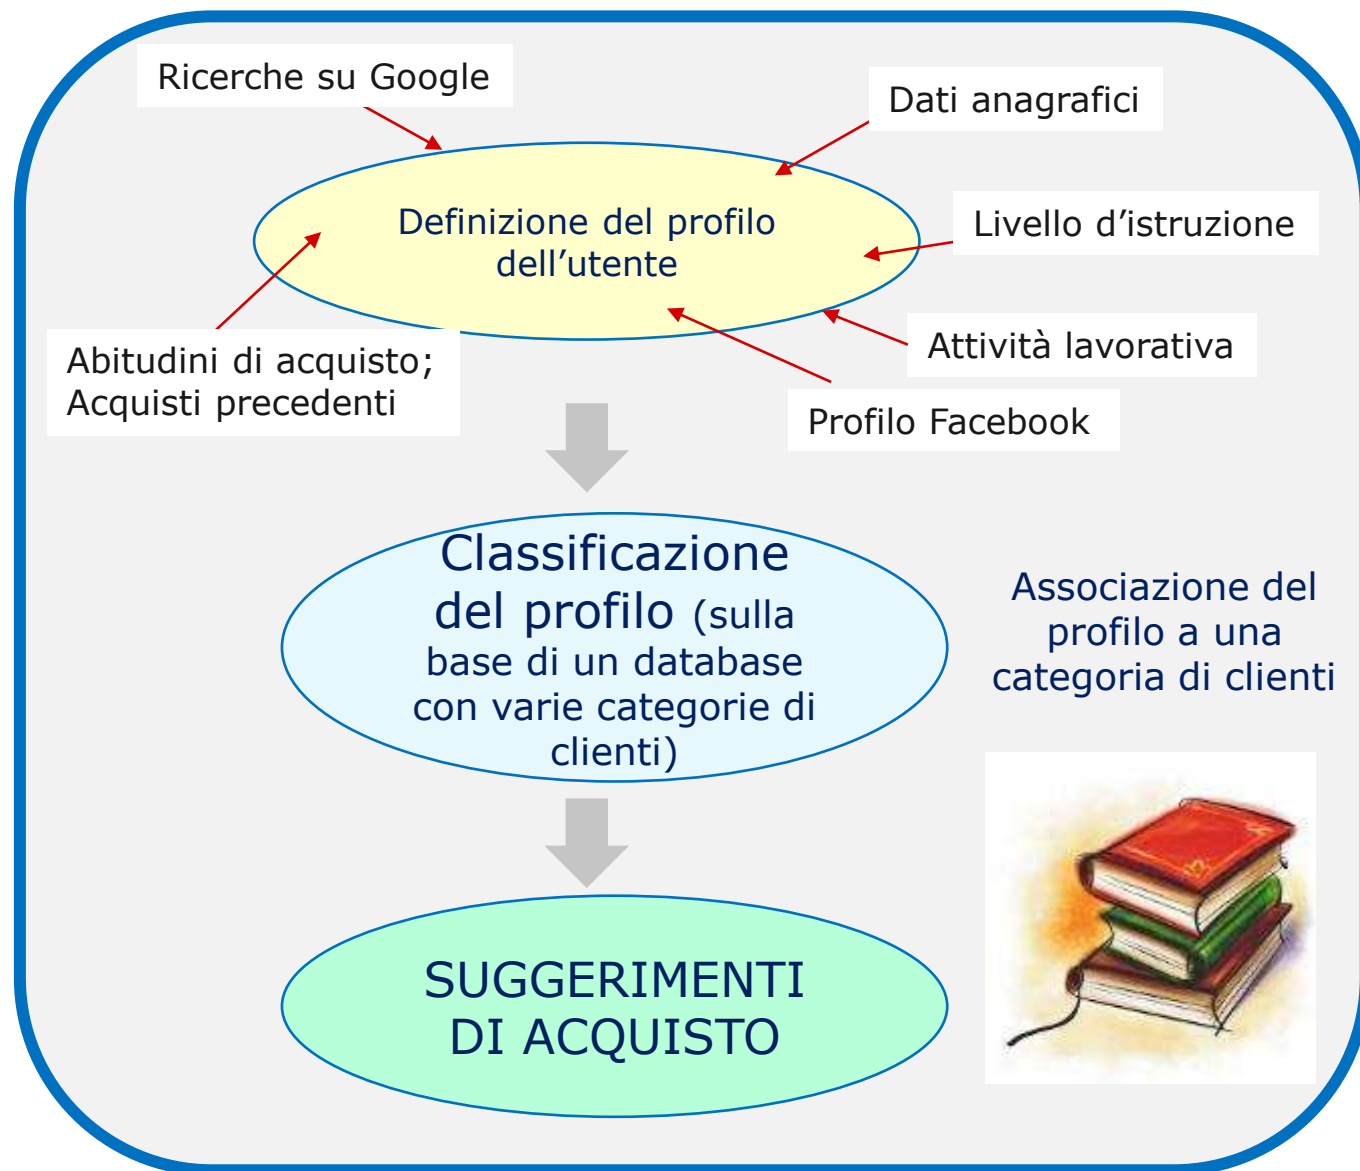 Ricerche su Google
Dati anagrafici
Definizione del profilo
dell’utente
Livello d’istruzione
Abitudini di acquisto;
Acquisti precedenti
Attività lavorativa
Profilo Facebook
Classificazione
del profilo (sulla
base di un database
con varie categorie di
clienti)
Associazione del
profilo a una
categoria di clienti
SUGGERIMENTI
DI ACQUISTO